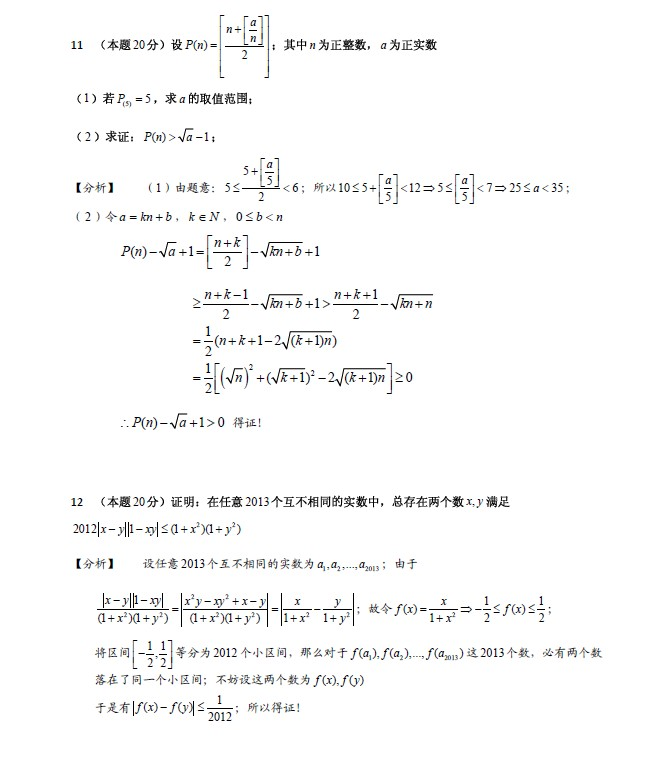 11 （本题20分）设 P(n) = [ (n + [a/n]) / 2 ]；其中 n 为正整数，a 为正实数
（1）若 P₍₅₎ = 5，求 a 的取值范围；
（2）求证：P(n) > √a − 1；
【分析】 （1）由题意：5 ≤ (5 + [a/5]) / 2 < 6；所以 10 ≤ 5 + [a/5] < 12 ⇒ 5 ≤ [a/5] < 7 ⇒ 25 ≤ a < 35；
（2）令 a = kn + b，k ∈ N，0 ≤ b < n
P(n) − √a + 1 = [ (n + k) / 2 ] − √(kn + b) + 1
≥ (n + k − 1) / 2 − √(kn + b) + 1 > (n + k + 1) / 2 − √(kn + n)
= 1/2 (n + k + 1 − 2√((k + 1)n))
= 1/2 [ (√n)² + (√(k + 1))² − 2√((k + 1)n) ] ≥ 0
∴ P(n) − √a + 1 > 0 得证！
12 （本题20分）证明：在任意2013个互不相同的实数中，总存在两个数 x, y 满足
2012|x − y||1 − xy| ≤ (1 + x²)(1 + y²)
【分析】 设任意2013个互不相同的实数为 a₁, a₂, ..., a₂₀₁₃；由于
|x − y||1 − xy| / ((1 + x²)(1 + y²)) = |(x²y − xy² + x − y) / ((1 + x²)(1 + y²))| = |x / (1 + x²) − y / (1 + y²)|；故令 f(x) = x / (1 + x²) ⇒ −1/2 ≤ f(x) ≤ 1/2；
将区间 [−1/2, 1/2] 等分为2012个小区间，那么对于 f(a₁), f(a₂), ..., f(a₂₀₁₃) 这2013个数，必有两个数
落在了同一个小区间；不妨设这两个数为 f(x), f(y)
于是有 |f(x) − f(y)| ≤ 1/2012；所以得证！